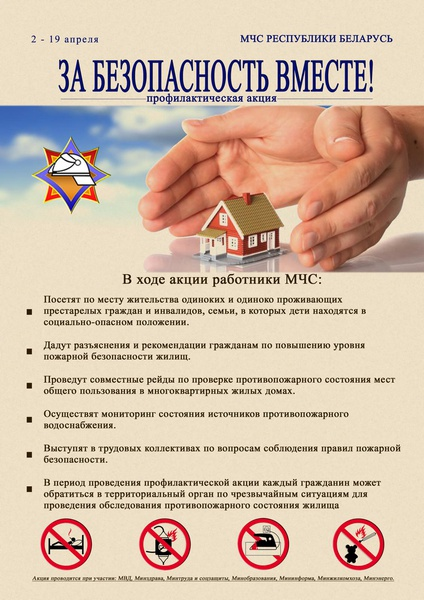 2 - 19 апреля
МЧС РЕСПУБЛИКИ БЕЛАРУСЬ
ЗА БЕЗОПАСНОСТЬ ВМЕСТЕ!
профилактическая акция
В ходе акции работники МЧС:
Посетят по месту жительства одиноких и одиноко проживающих
престарелых граждан и инвалидов, семьи, в которых дети находятся в
социально-опасном положении.
Дадут разъяснения и рекомендации гражданам по повышению уровня
пожарной безопасности жилищ.
Проведут совместные рейды по проверке противопожарного состояния мест
общего пользования в многоквартирных жилых домах.
Осуществят мониторинг состояния источников противопожарного
водоснабжения.
Выступят в трудовых коллективах по вопросам соблюдения правил пожарной
безопасности.
В период проведения профилактической акции каждый гражданин может
обратиться в территориальный орган по чрезвычайным ситуациям для
проведения обследования противопожарного состояния жилища
Акция проводится при участии: МВД, Минздрава, Минтруда и соцзащиты, Минобразования, Мининформа, Минжилкомхоза, Минэнерго.